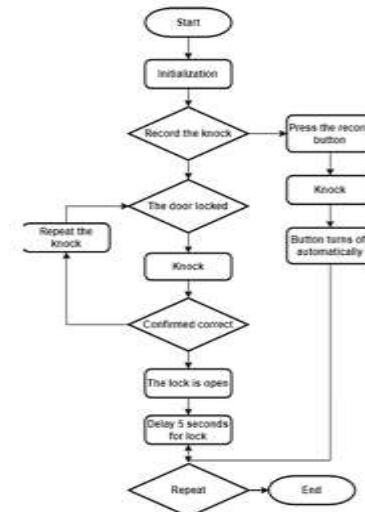 Start
Initialization
Record the knock
Press the recor
button
The door locked
Knock
Repeat the
knock
Button turns of
automatically
Knock
Confirmed correct
The lock is open
Delay 5 seconds
for lock
Repeat
End